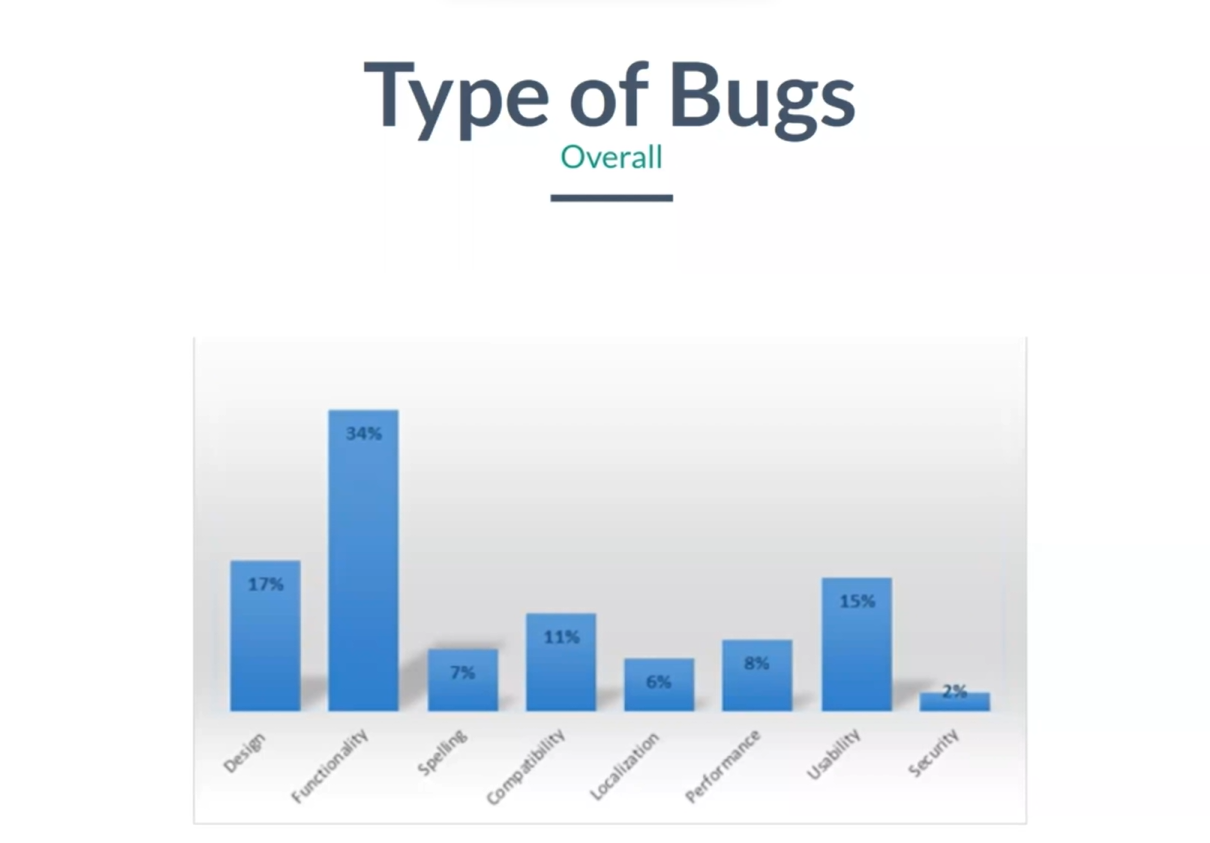 Type of Bugs
Overall
34%
17%
15%
11%
8%
7%
6%
2%
Design
Functionality
Spelling
Compatibility
Localization
Performance
Usability
Security